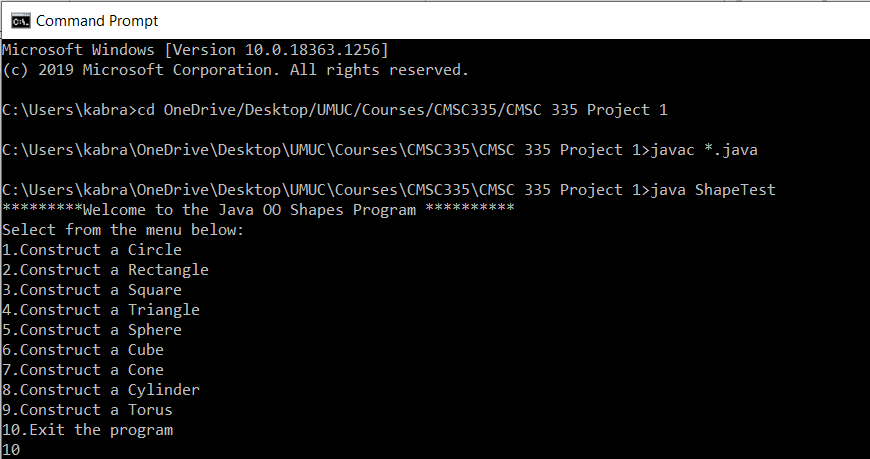 Command Prompt
Microsoft Windows [Version 10.0.18363.1256]
(c) 2019 Microsoft Corporation. All rights reserved.
C:\Users\kabra>cd OneDrive/Desktop/UMUC/Courses/CMSC335/CMSC 335 Project 1
C:\Users\kabra\OneDrive\Desktop\UMUC\Courses\CMSC335\CMSC 335 Project 1>javac *.java
C:\Users\kabra\OneDrive\Desktop\UMUC\Courses\CMSC335\CMSC 335 Project 1>java ShapeTest
*********Welcome to the Java OO Shapes Program **********
Select from the menu below:
1.Construct a Circle
2.Construct a Rectangle
3.Construct a Square
4.Construct a Triangle
5.Construct a Sphere
6.Construct a Cube
7.Construct a Cone
8.Construct a Cylinder
9.Construct a Torus
10.Exit the program
10